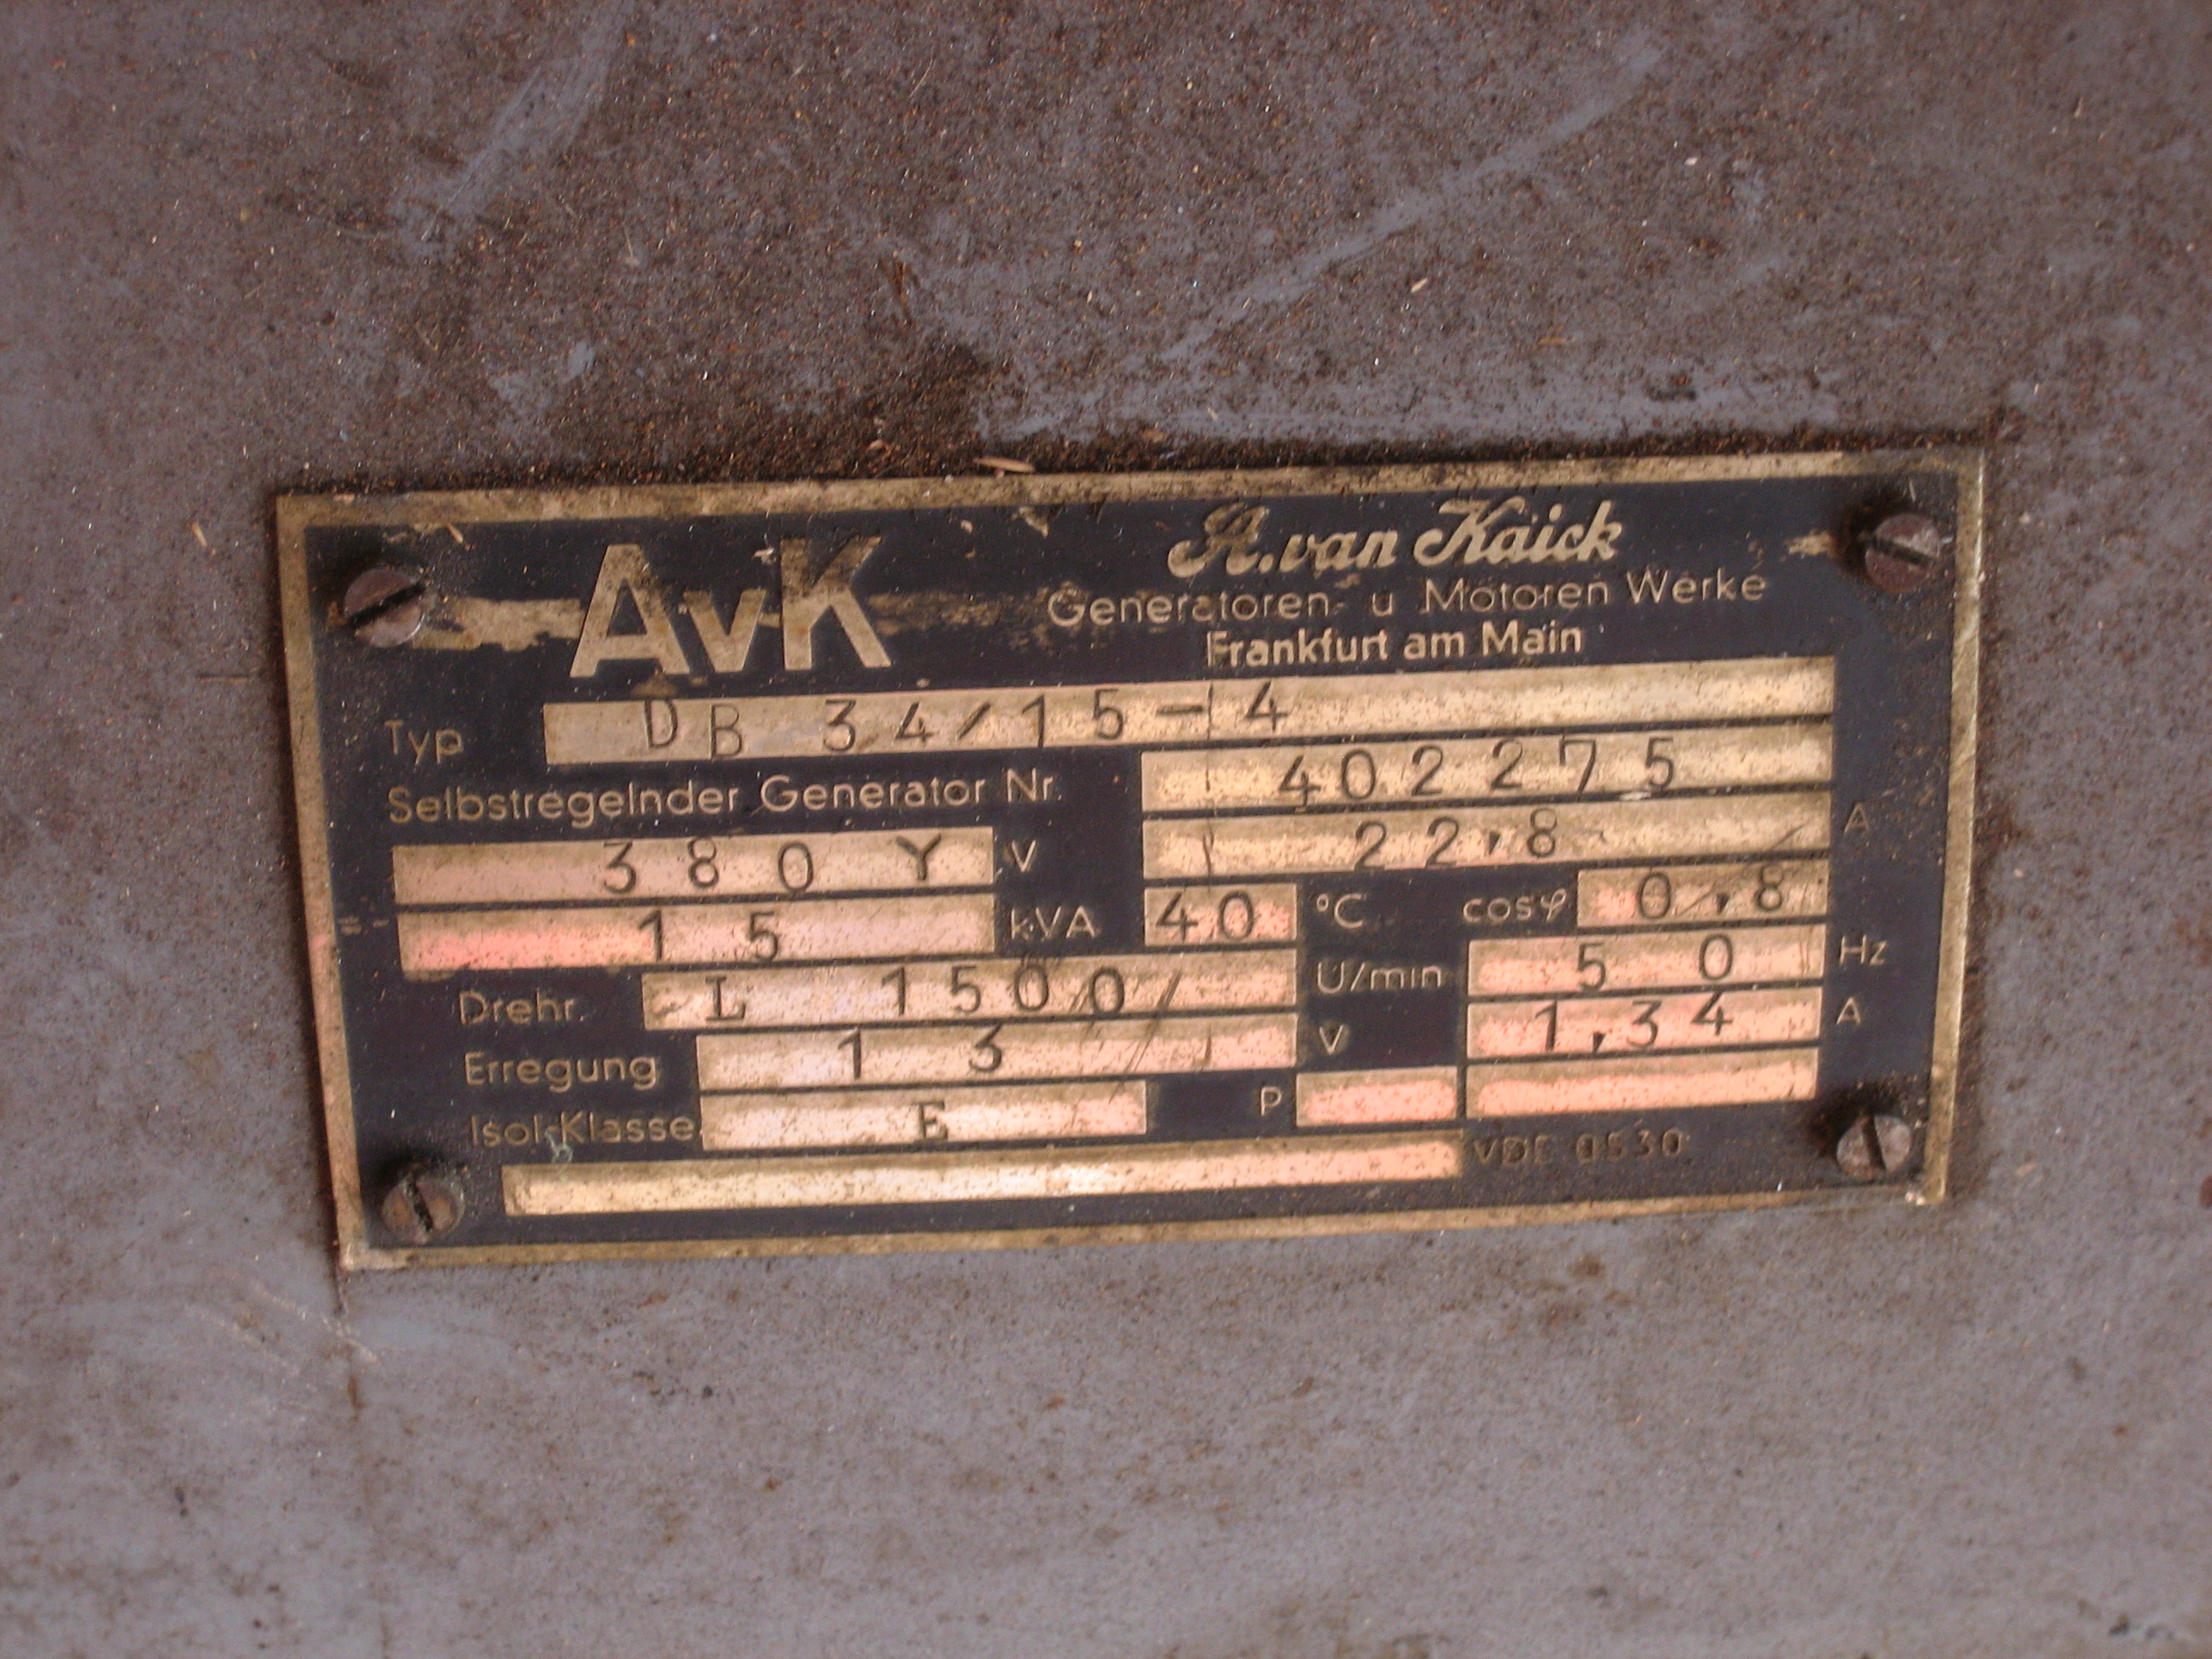 AvK A. van Kaick
Generatoren- u Motoren Werke
Frankfurt am Main
Typ DB 34/15-4
Selbstregelnder Generator Nr. 402275
380 Y V 22,8 A
15 kVA 40 °C cosφ 0,8
Drehr. L 1500 U/min 50 Hz
Erregung 13 V 1,34 A
Isol-Klasse E P
VDE 0530